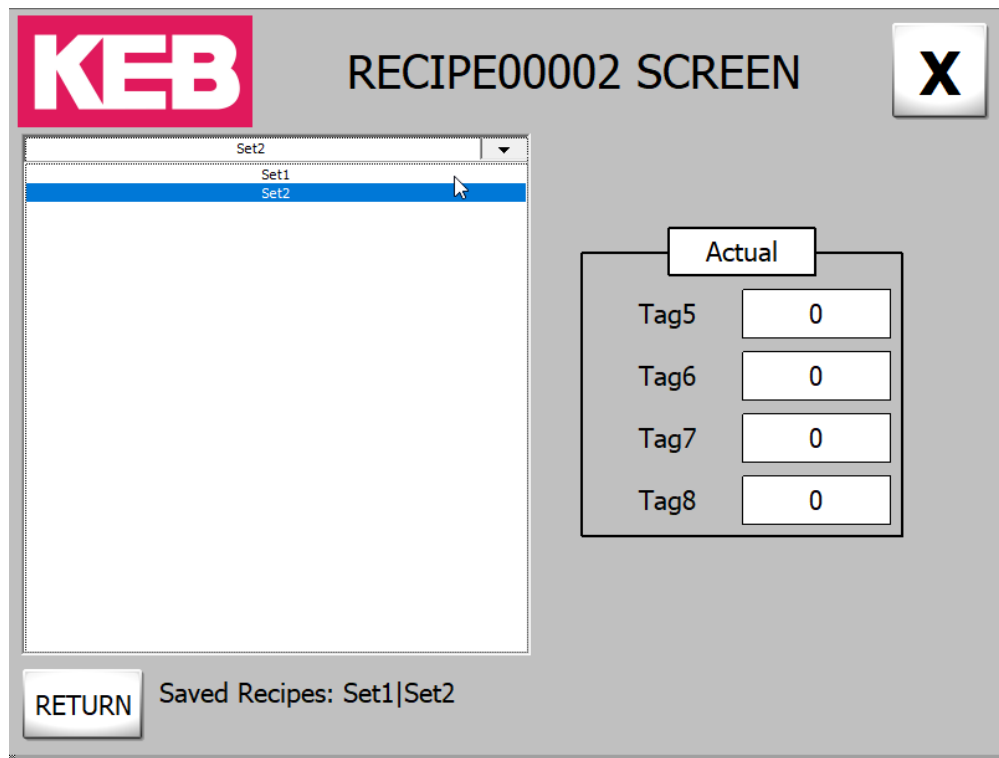 KEB
RECIPE00002 SCREEN
X
Set2
Set1
Set2
Actual
Tag5 0
Tag6 0
Tag7 0
Tag8 0
RETURN
Saved Recipes: Set1|Set2